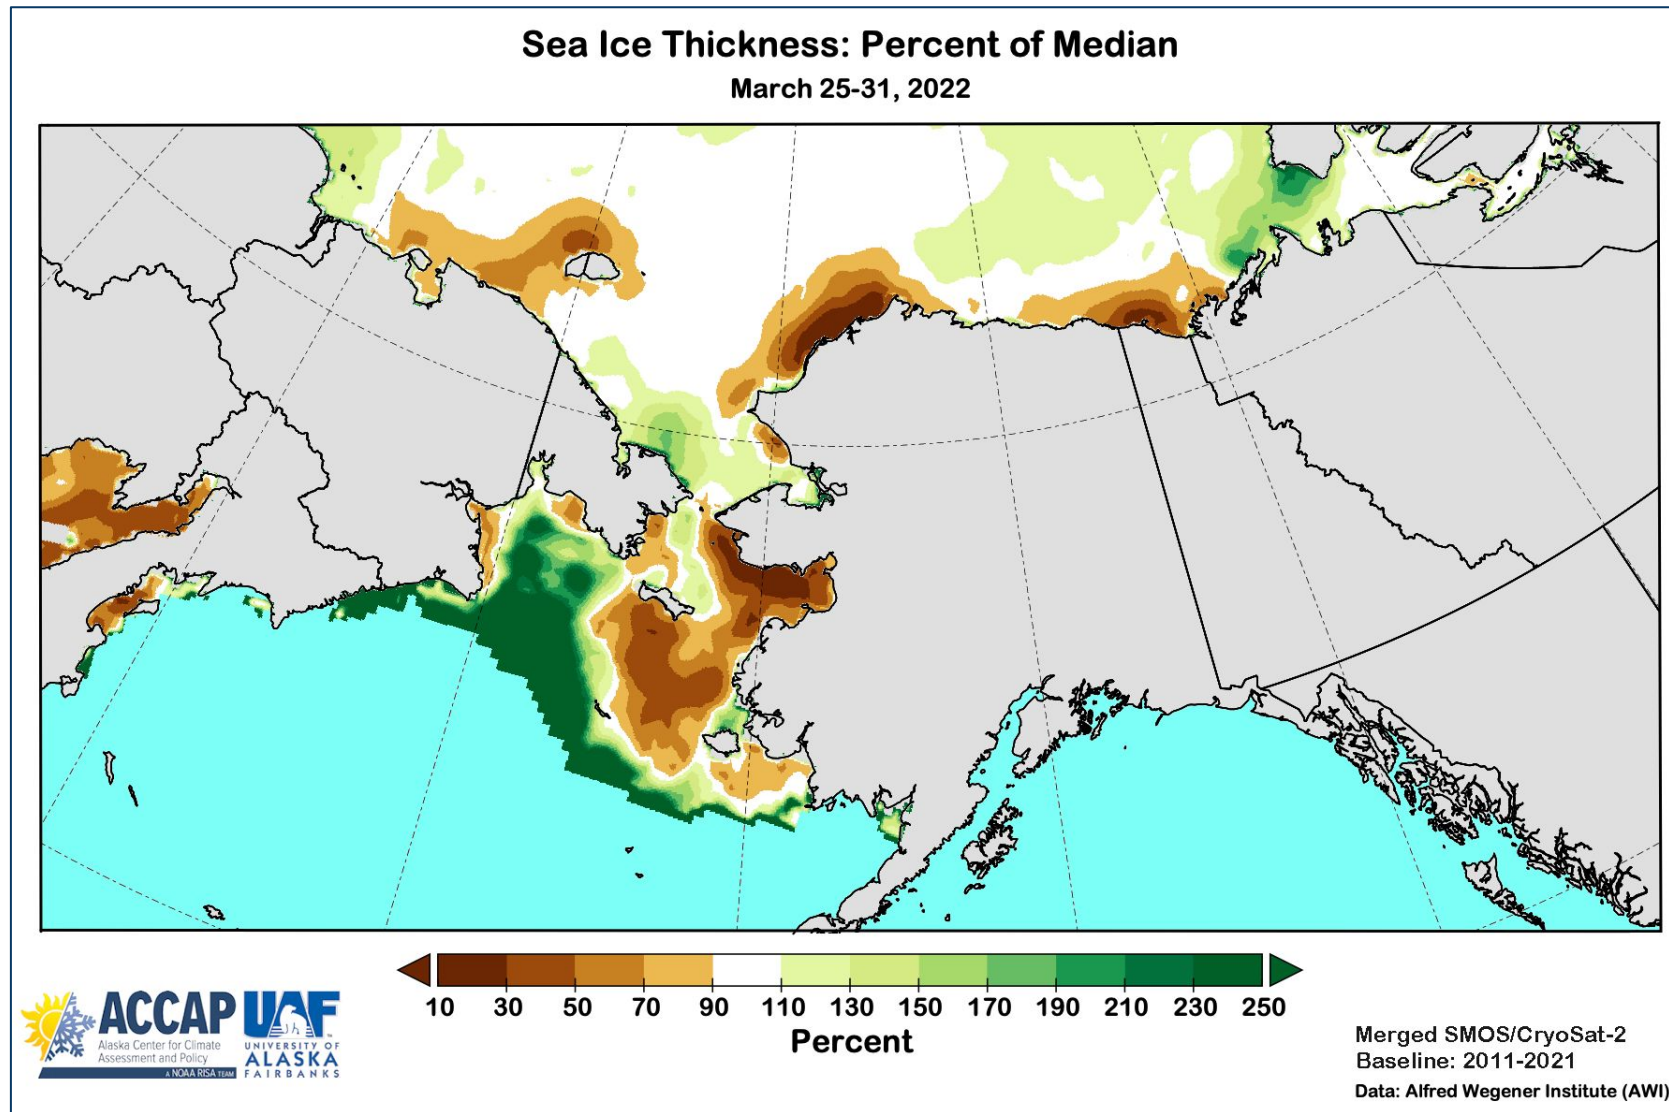 Sea Ice Thickness: Percent of Median
March 25-31, 2022
10 30 50 70 90 110 130 150 170 190 210 230 250
Percent
ACCAP
Alaska Center for Climate
Assessment and Policy
A NOAA RISA TEAM
UAF
UNIVERSITY OF
ALASKA
FAIRBANKS
Merged SMOS/CryoSat-2
Baseline: 2011-2021
Data: Alfred Wegener Institute (AWI)